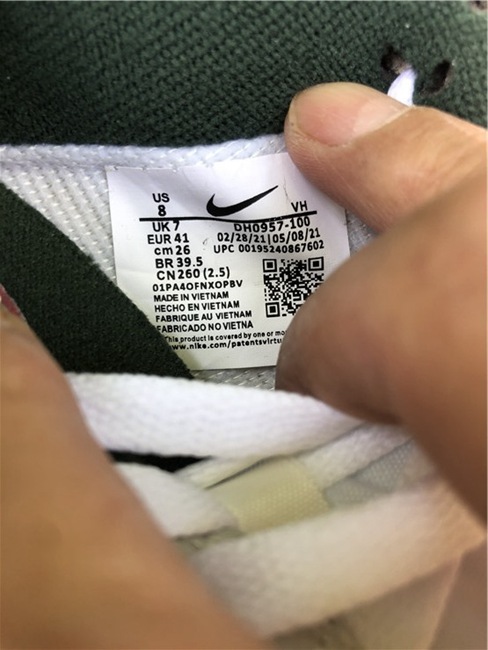 US
8
VH
UK 7
DH0957-100
EUR 41
02/28/21|05/08/21
cm 26
UPC 00195240867602
BR 39.5
CN 260 (2.5)
01PA4OFNXOPBV
MADE IN VIETNAM
HECHO EN VIETNAM
FABRIQUE AU VIETNAM
FABRICADO NO VIETNA
This product is covered by one or mo
www.nike.com/patentsvirtu